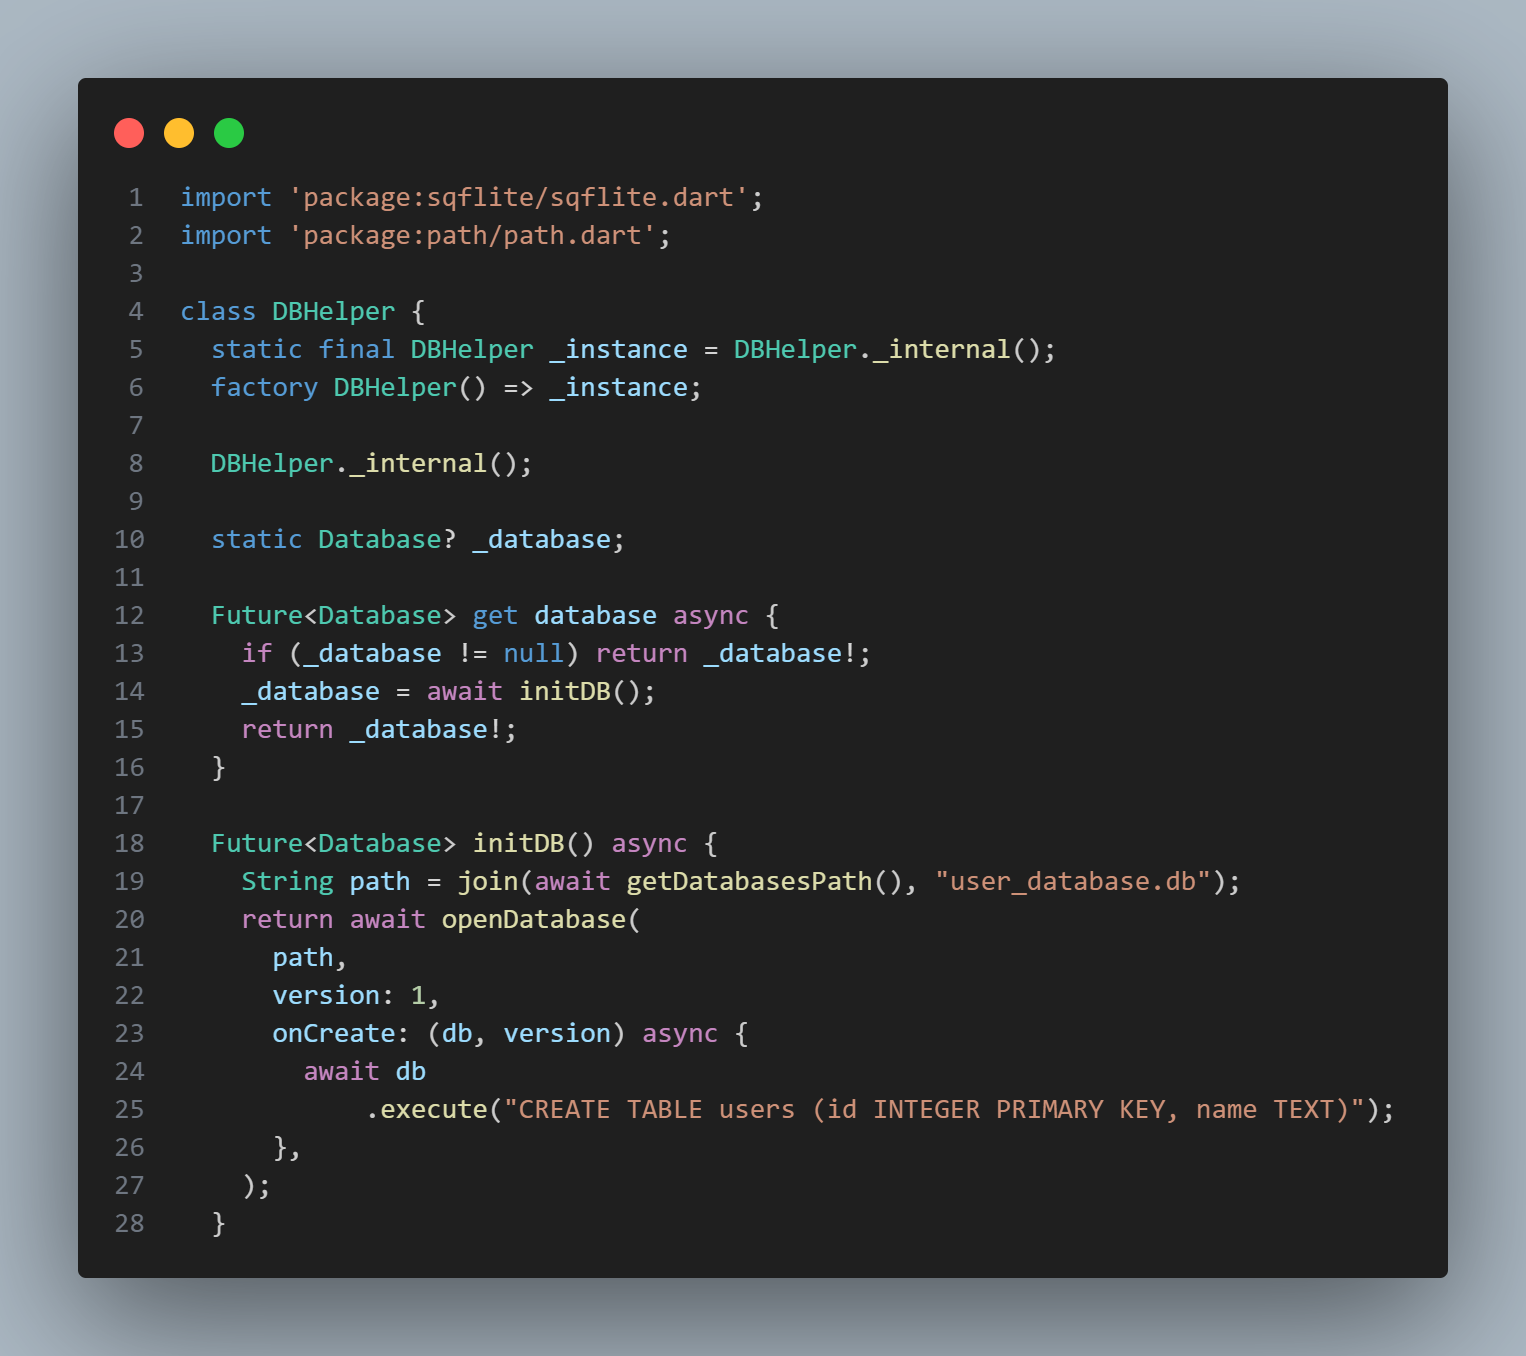 1 import 'package:sqflite/sqflite.dart';
2 import 'package:path/path.dart';
3
4 class DBHelper {
5   static final DBHelper _instance = DBHelper._internal();
6   factory DBHelper() => _instance;
7
8   DBHelper._internal();
9
10   static Database? _database;
11
12   Future<Database> get database async {
13     if (_database != null) return _database!;
14     _database = await initDB();
15     return _database!;
16   }
17
18   Future<Database> initDB() async {
19     String path = join(await getDatabasesPath(), "user_database.db");
20     return await openDatabase(
21       path,
22       version: 1,
23       onCreate: (db, version) async {
24         await db
25             .execute("CREATE TABLE users (id INTEGER PRIMARY KEY, name TEXT)");
26       },
27     );
28   }